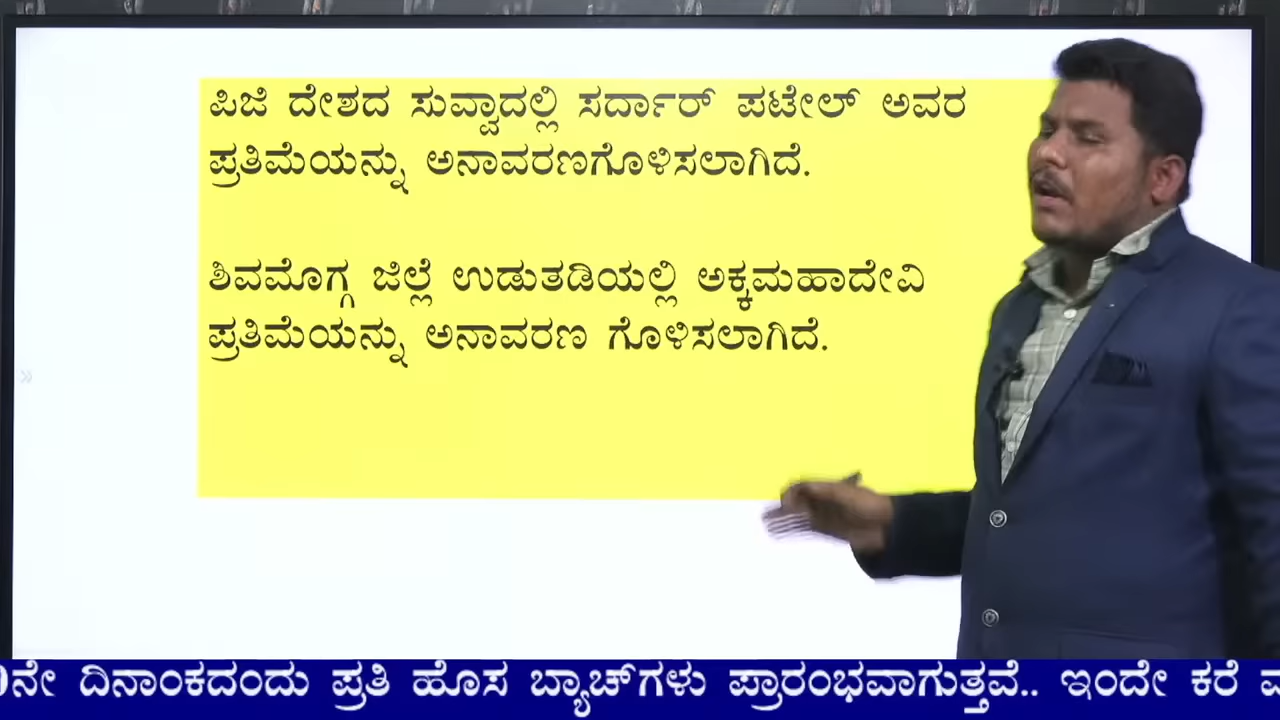 ಪಿಜಿ ದೇಶದ ಸುವ್ವಾದಲ್ಲಿ ಸರ್ದಾರ್ ಪಟೇಲ್ ಅವರ
ಪ್ರತಿಮೆಯನ್ನು ಅನಾವರಣಗೊಳಿಸಲಾಗಿದೆ.
ಶಿವಮೊಗ್ಗ ಜಿಲ್ಲೆ ಉಡುತಡಿಯಲ್ಲಿ ಅಕ್ಕಮಹಾದೇವಿ
ಪ್ರತಿಮೆಯನ್ನು ಅನಾವರಣ ಗೊಳಿಸಲಾಗಿದೆ.
ನೇ ದಿನಾಂಕದಂದು ಪ್ರತಿ ಹೊಸ ಬ್ಯಾಚ್‌ಗಳು ಪ್ರಾರಂಭವಾಗುತ್ತವೆ.. ಇಂದೇ ಕರೆ